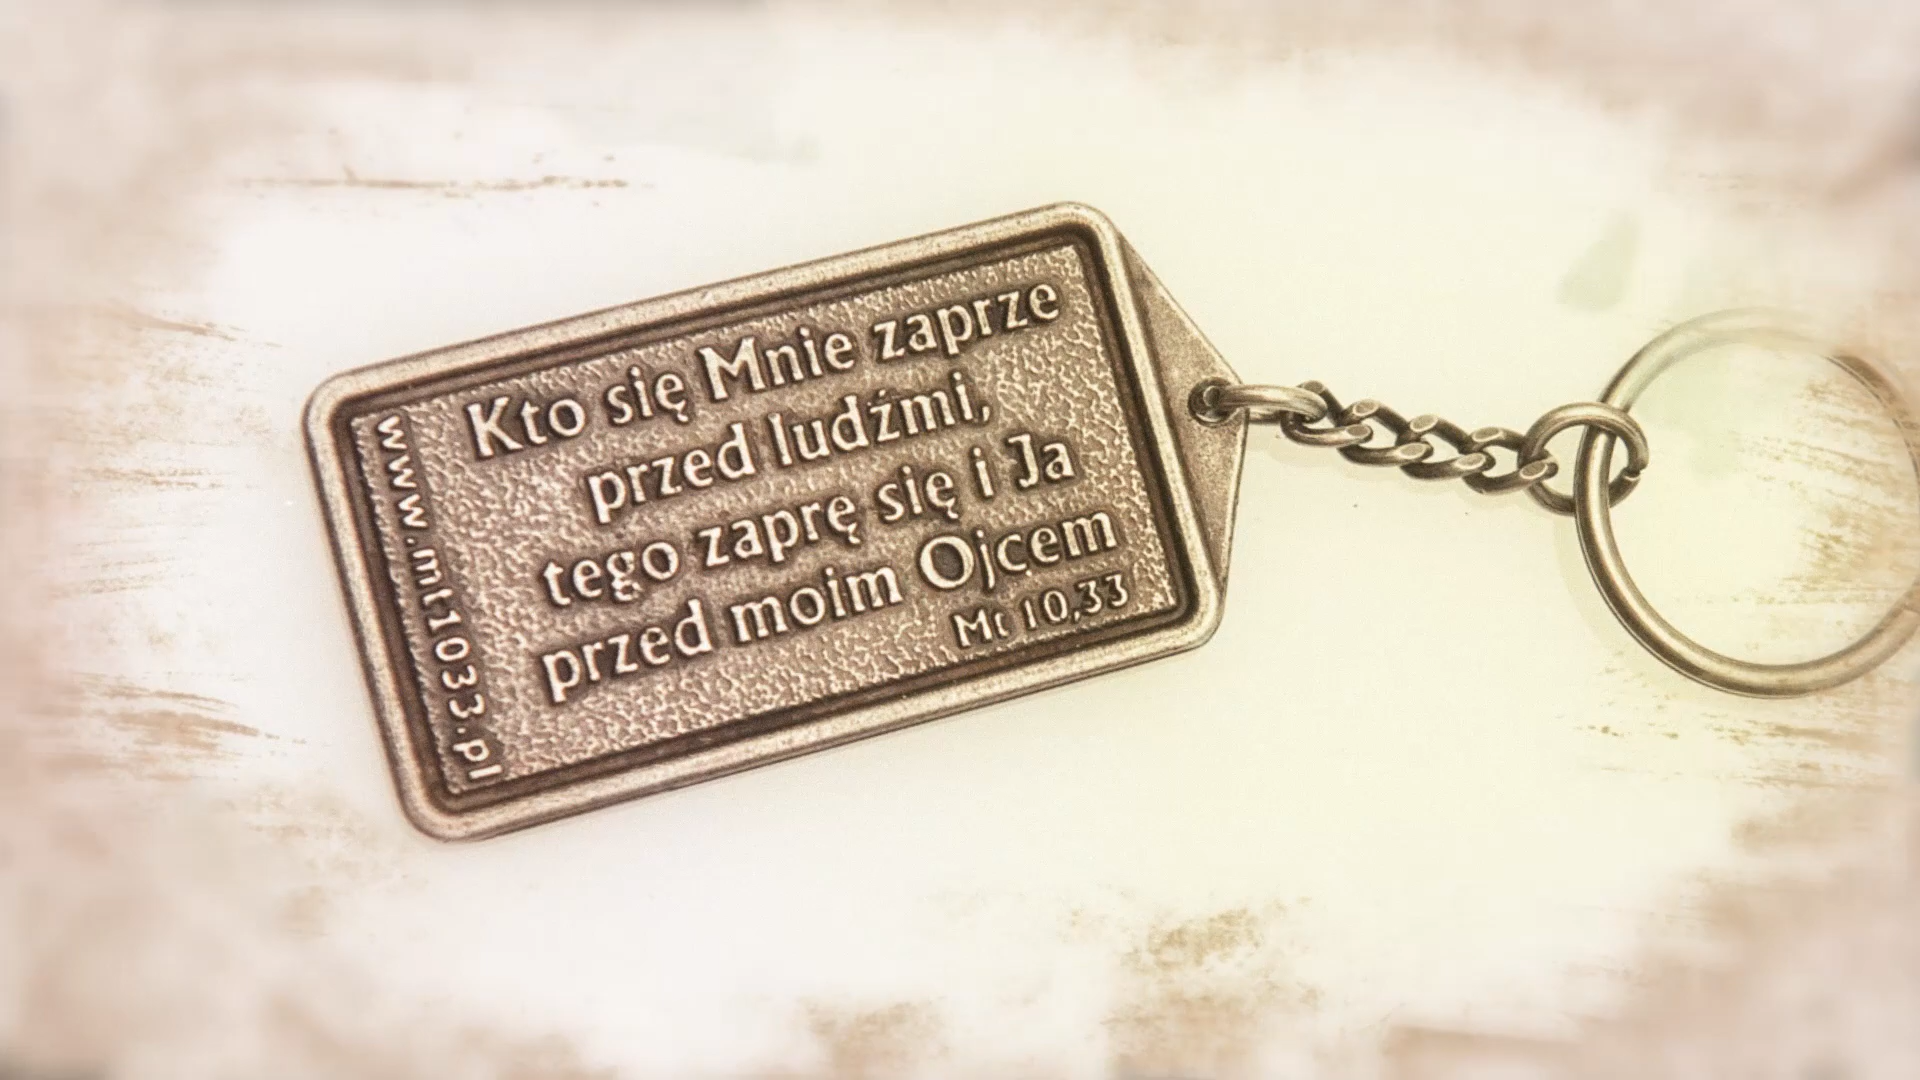 Kto się Mnie zaprze
przed ludźmi,
tego zaprę się i Ja
przed moim Ojcem
Mt 10,33
www.mt1033.pl